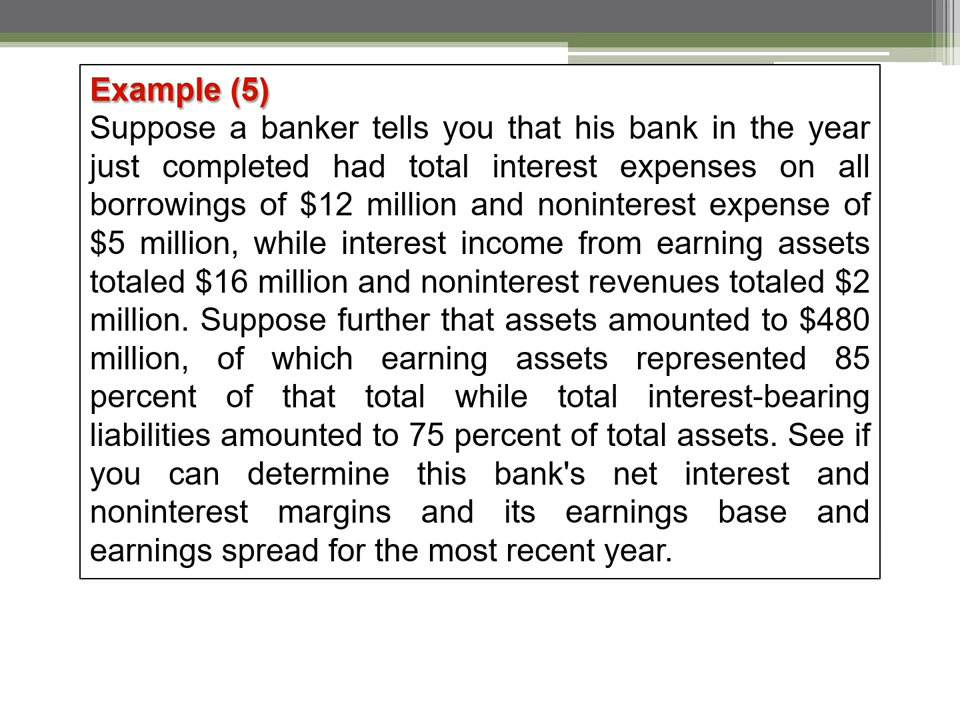 Example (5)
Suppose a banker tells you that his bank in the year
just completed had total interest expenses on all
borrowings of $12 million and noninterest expense of
$5 million, while interest income from earning assets
totaled $16 million and noninterest revenues totaled $2
million. Suppose further that assets amounted to $480
million, of which earning assets represented 85
percent of that total while total interest-bearing
liabilities amounted to 75 percent of total assets. See if
you can determine this bank's net interest and
noninterest margins and its earnings base and
earnings spread for the most recent year.